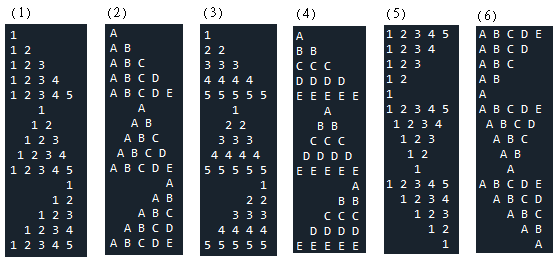 (1)
1
1 2
1 2 3
1 2 3 4
1 2 3 4 5
1
1 2
1 2 3
1 2 3 4
1 2 3 4 5
1
1 2
1 2 3
1 2 3 4
1 2 3 4 5
(2)
A
A B
A B C
A B C D
A B C D E
A
A B
A B C
A B C D
A B C D E
A
A B
A B C
A B C D
A B C D E
(3)
1
2 2
3 3 3
4 4 4 4
5 5 5 5 5
1
2 2
3 3 3
4 4 4 4
5 5 5 5 5
1
2 2
3 3 3
4 4 4 4
5 5 5 5 5
(4)
A
B B
C C C
D D D D
E E E E E
A
B B
C C C
D D D D
E E E E E
A
B B
C C C
D D D D
E E E E E
(5)
1 2 3 4 5
1 2 3 4
1 2 3
1 2
1
1 2 3 4 5
1 2 3 4
1 2 3
1 2
1
1 2 3 4 5
1 2 3 4
1 2 3
1 2
1
(6)
A B C D E
A B C D
A B C
A B
A
A B C D E
A B C D
A B C
A B
A
A B C D E
A B C D
A B C
A B
A